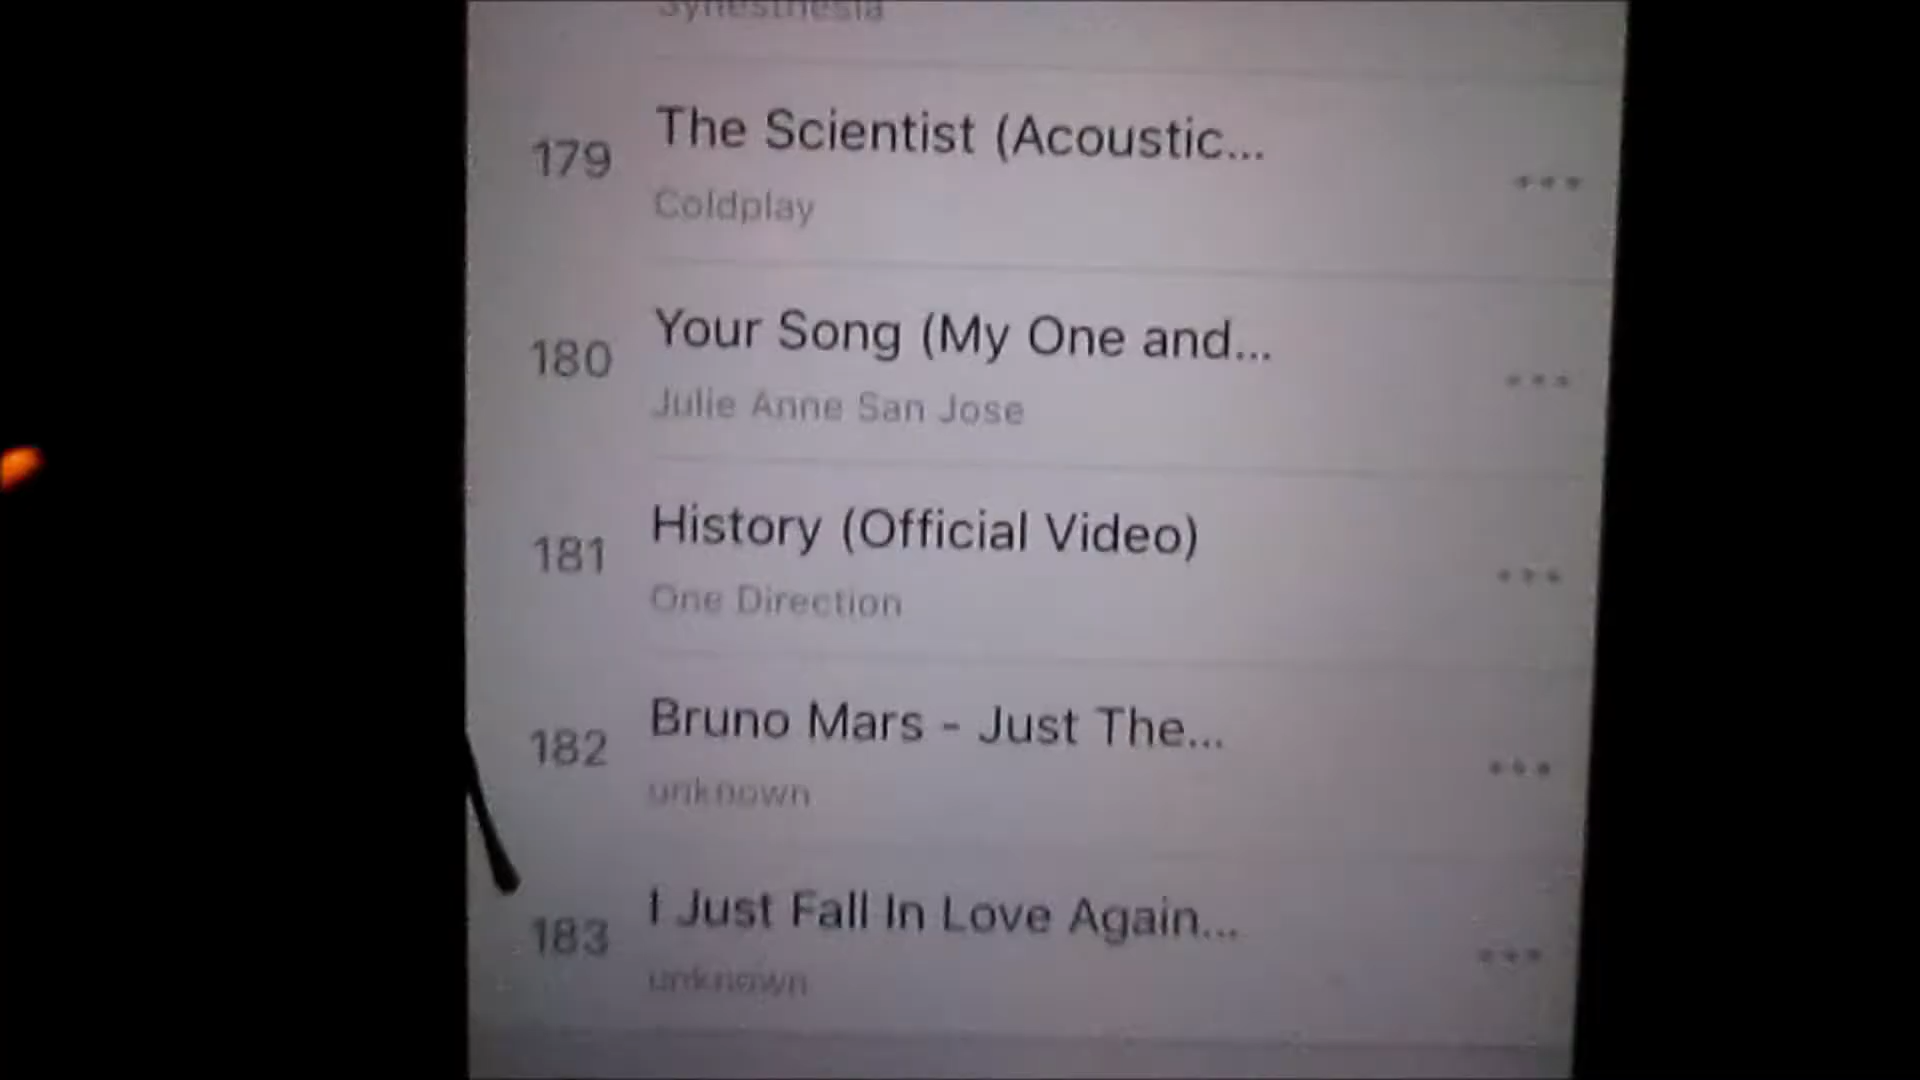 Synesthesia
179
The Scientist (Acoustic...
Coldplay
180
Your Song (My One and...
Julie Anne San Jose
181
History (Official Video)
One Direction
182
Bruno Mars - Just The...
unknown
183
I Just Fall In Love Again...
unknown